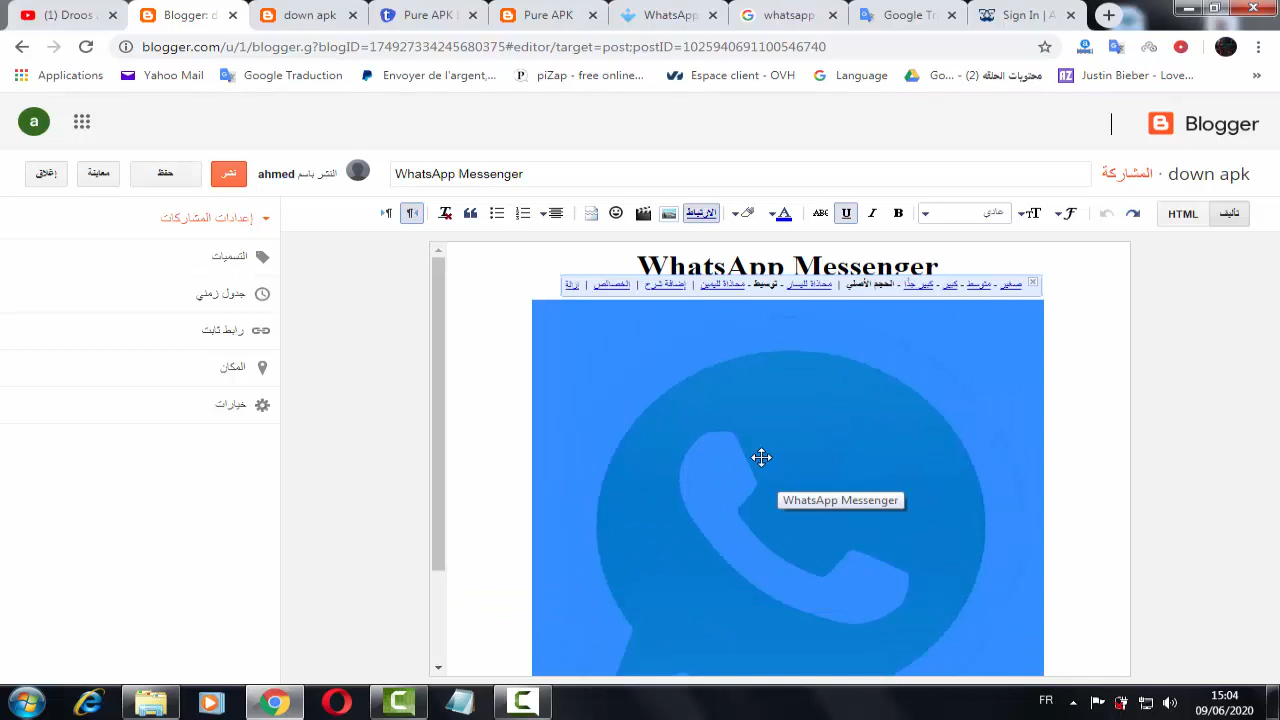 (1) Droos A
Blogger: d
down apk
Pure APK I
Pure APK
WhatsApp
whatsapp
Google Tr
Sign In | A
blogger.com/u/1/blogger.g?blogID=174927334245680875#editor/target=post;postID=1025940691100546740
Applications
Yahoo Mail
Google Traduction
Envoyer de l'argent,...
piZap - free online...
Espace client - OVH
Language
Go... - (2) محتويات الحلقه
Justin Bieber - Love...
»
a
Blogger
إغلاق
معاينة
حفظ
نشر
النشر باسم ahmed
WhatsApp Messenger
down apk · المشاركة
إعدادات المشاركات
الارتباط
ABC
U
I
B
عادي
HTML
تأليف
التسميات
جدول زمني
رابط ثابت
المكان
خيارات
WhatsApp Messenger
صغير - متوسط - كبير - كبير جدًا - الحجم الأصلي | محاذاة لليسار - توسيط - محاذاة لليمين | إضافة شرح | الخصائص | إزالة
WhatsApp Messenger
FR
15:04
09/06/2020